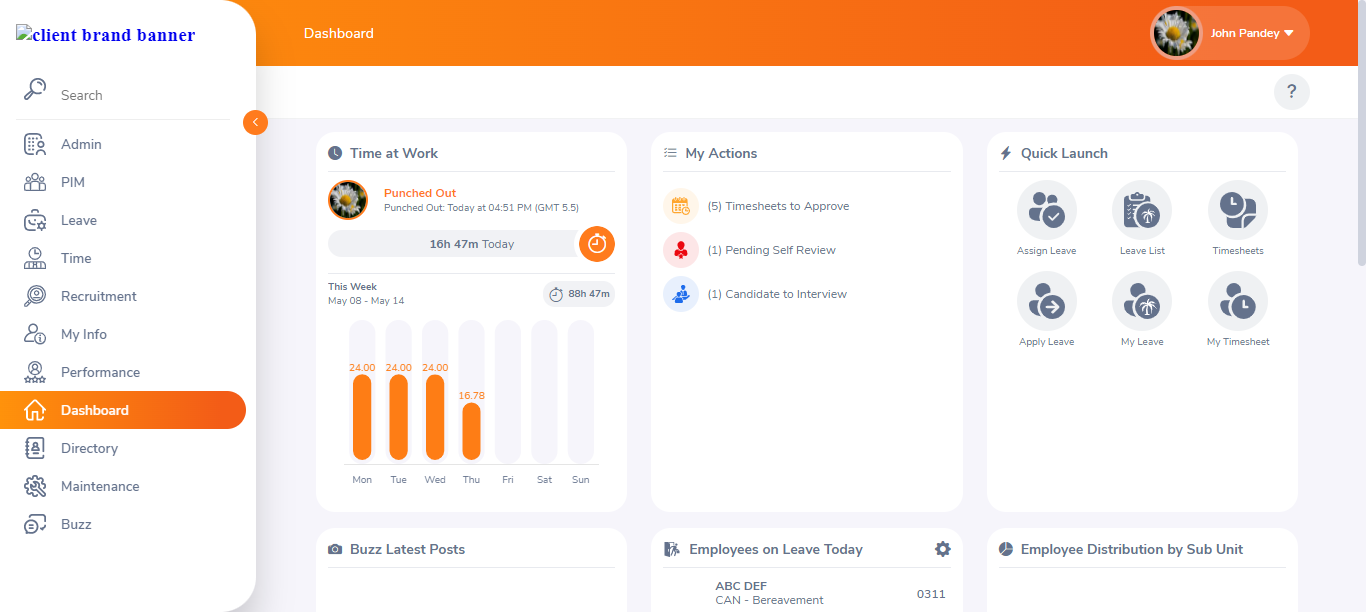 client brand banner
Dashboard
John Pandey
Search
?
Admin
PIM
Leave
Time
Recruitment
My Info
Performance
Dashboard
Directory
Maintenance
Buzz
Time at Work
Punched Out
Punched Out: Today at 04:51 PM (GMT 5.5)
16h 47m Today
This Week
May 08 - May 14
88h 47m
24.00 24.00 24.00
16.78
Mon Tue Wed Thu Fri Sat Sun
My Actions
(5) Timesheets to Approve
(1) Pending Self Review
(1) Candidate to Interview
Quick Launch
Assign Leave Leave List Timesheets
Apply Leave My Leave My Timesheet
Buzz Latest Posts
Employees on Leave Today
ABC DEF
CAN - Bereavement 0311
Employee Distribution by Sub Unit